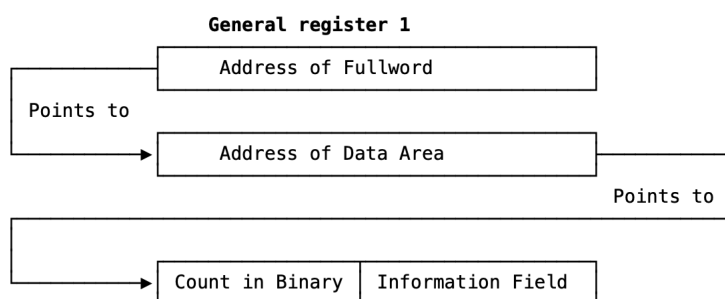 General register 1
Address of Fullword
Points to
Address of Data Area
Points to
Count in Binary
Information Field